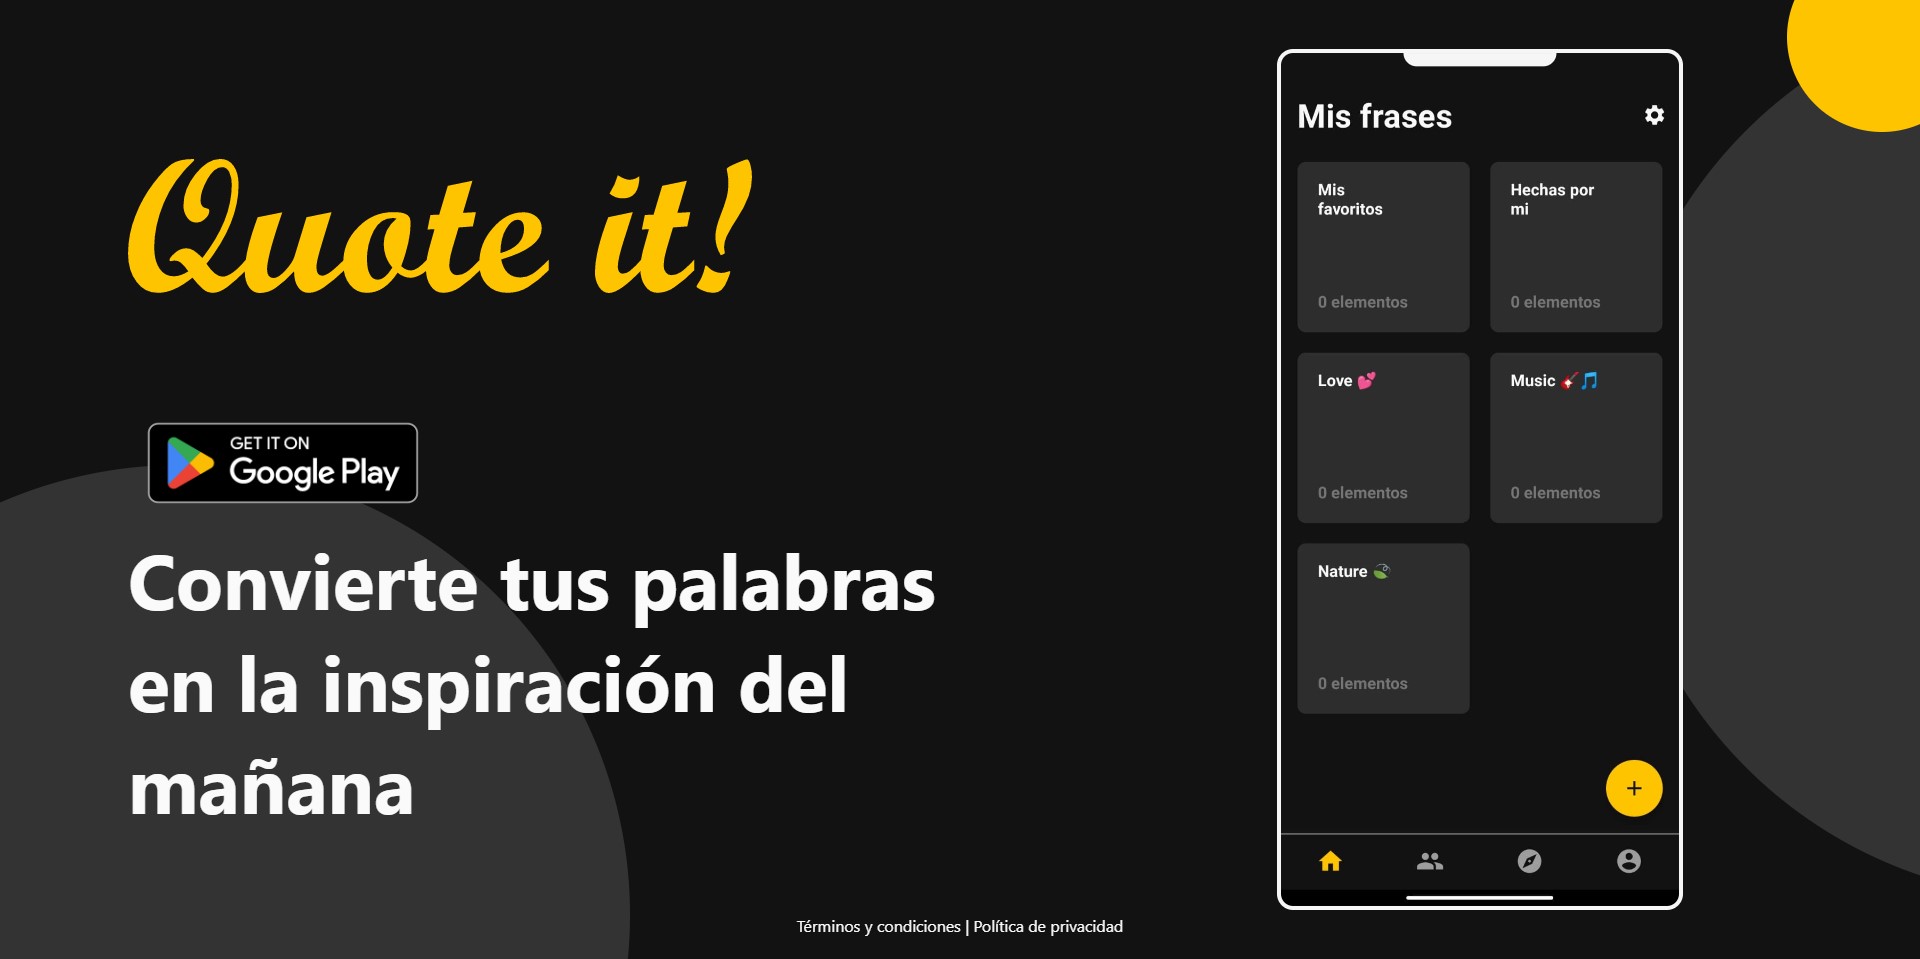 Quote it!
GET IT ON
Google Play
Convierte tus palabras
en la inspiración del
mañana
Mis frases
Mis
favoritos
0 elementos
Hechas por
mi
0 elementos
Love 💕
0 elementos
Music 🎸🎵
0 elementos
Nature 🍃
0 elementos
Términos y condiciones | Política de privacidad